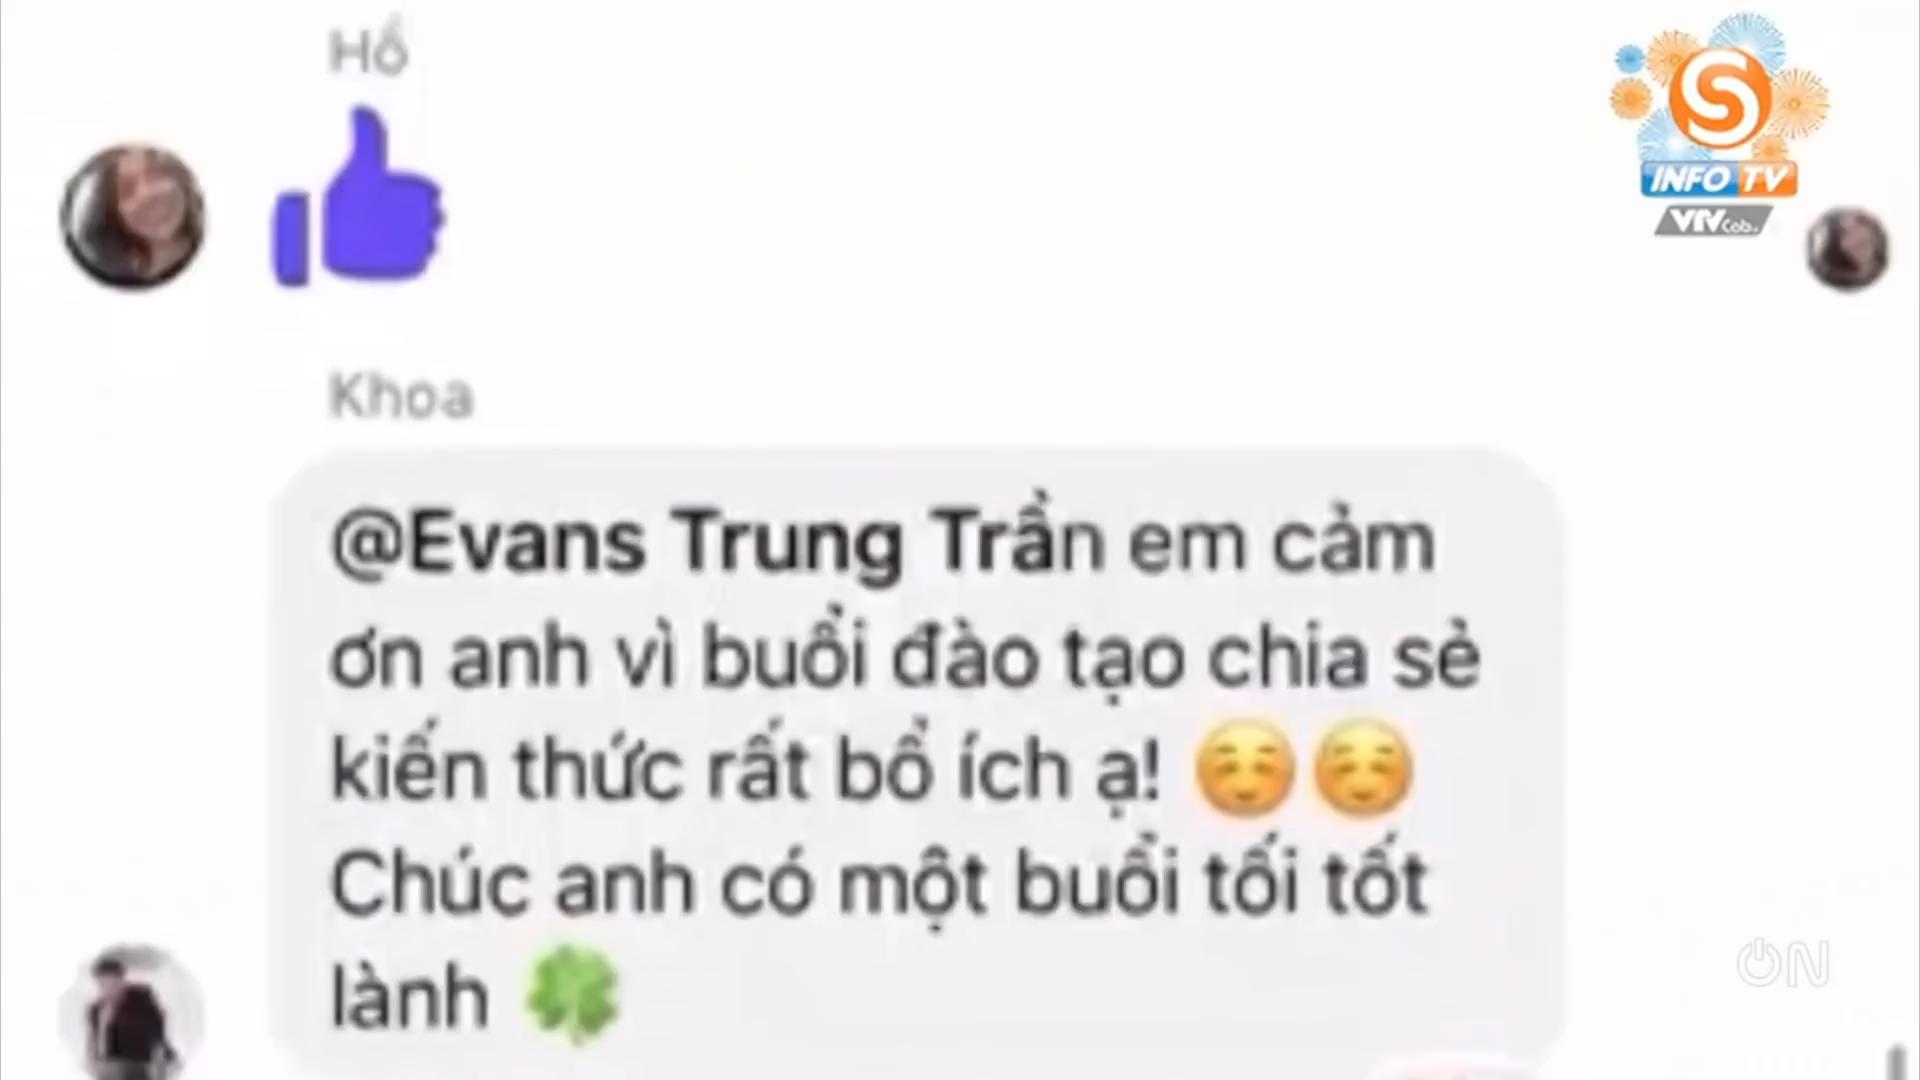 Hồ
S
INFO TV
VTVCab
Khoa
@Evans Trung Trần em cảm
ơn anh vì buổi đào tạo chia sẻ
kiến thức rất bổ ích ạ! ☺️☺️
Chúc anh có một buổi tối tốt
lành 🍀
ON